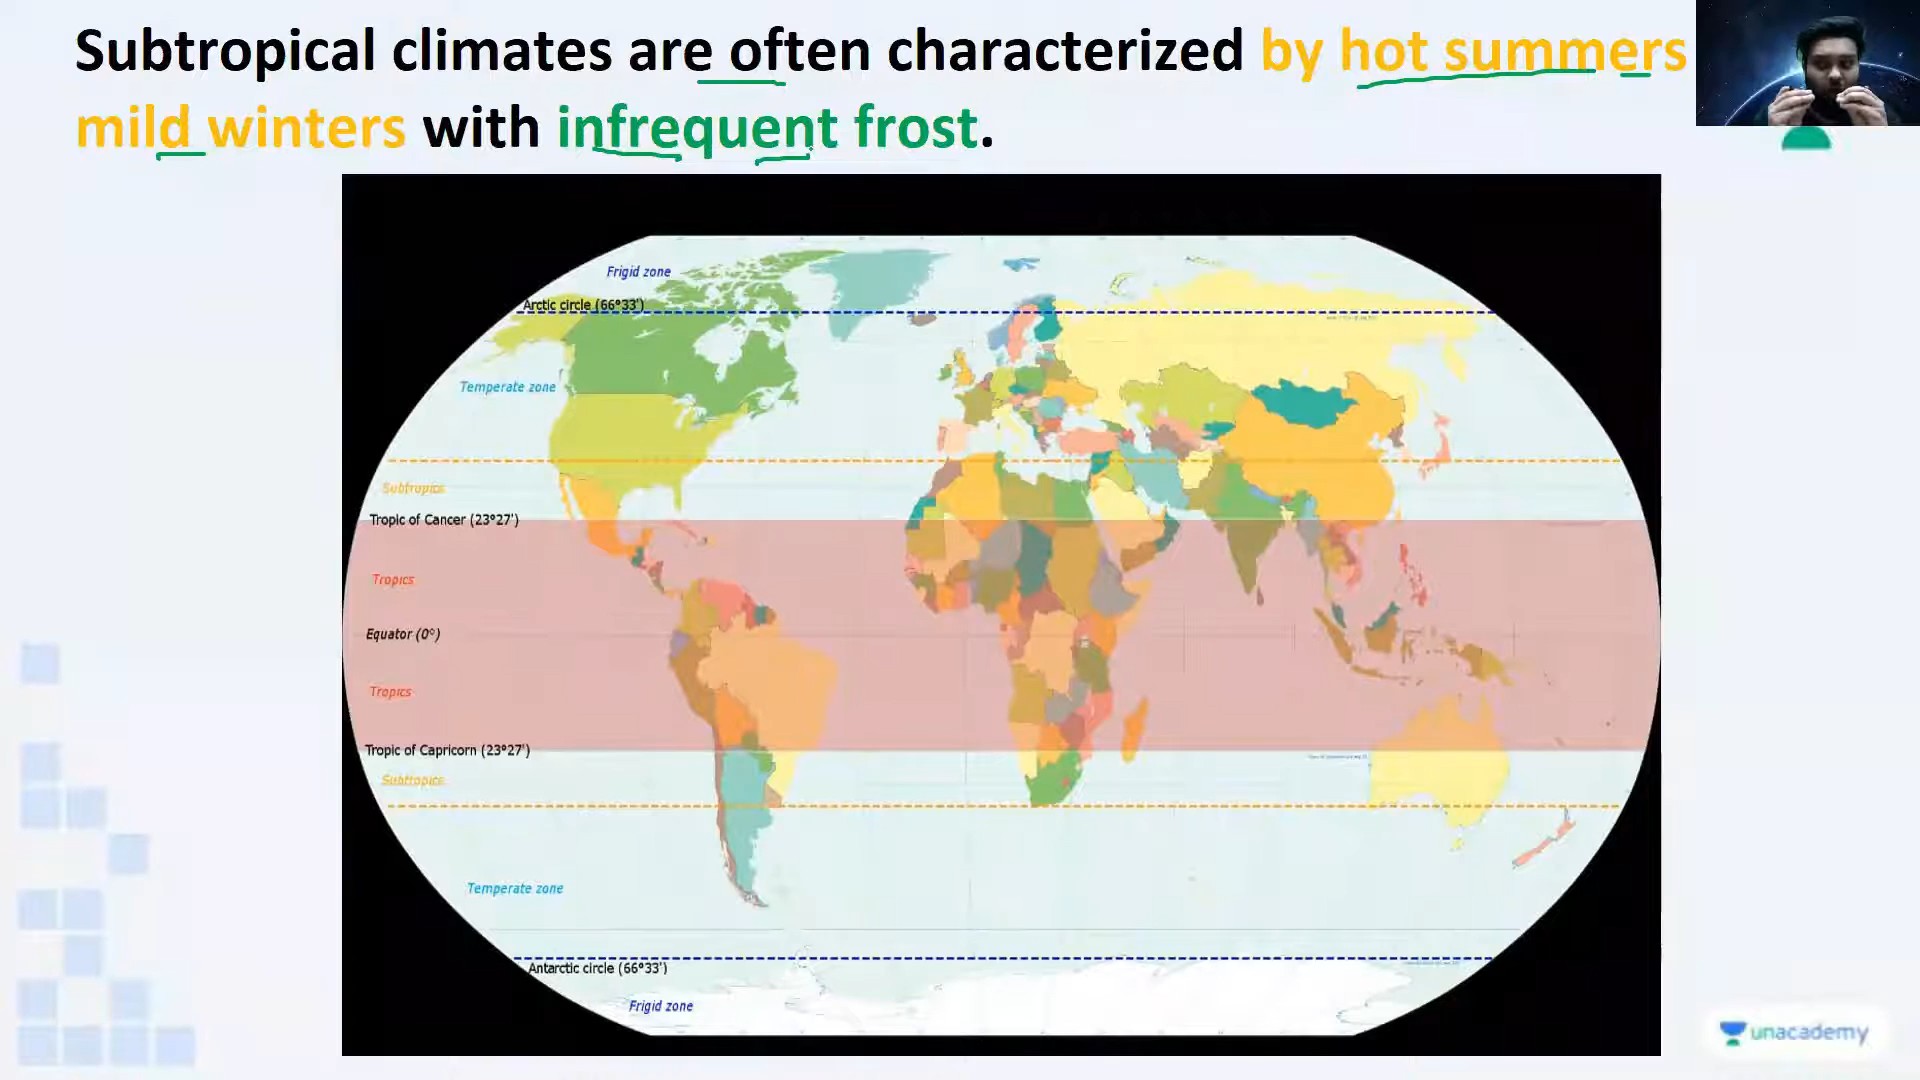 Subtropical climates are often characterized by hot summers
mild winters with infrequent frost.
Frigid zone
Arctic circle (66°33')
Temperate zone
Subtropics
Tropic of Cancer (23°27')
Tropics
Equator (0°)
Tropics
Tropic of Capricorn (23°27')
Subtropics
Temperate zone
Antarctic circle (66°33')
Frigid zone
unacademy